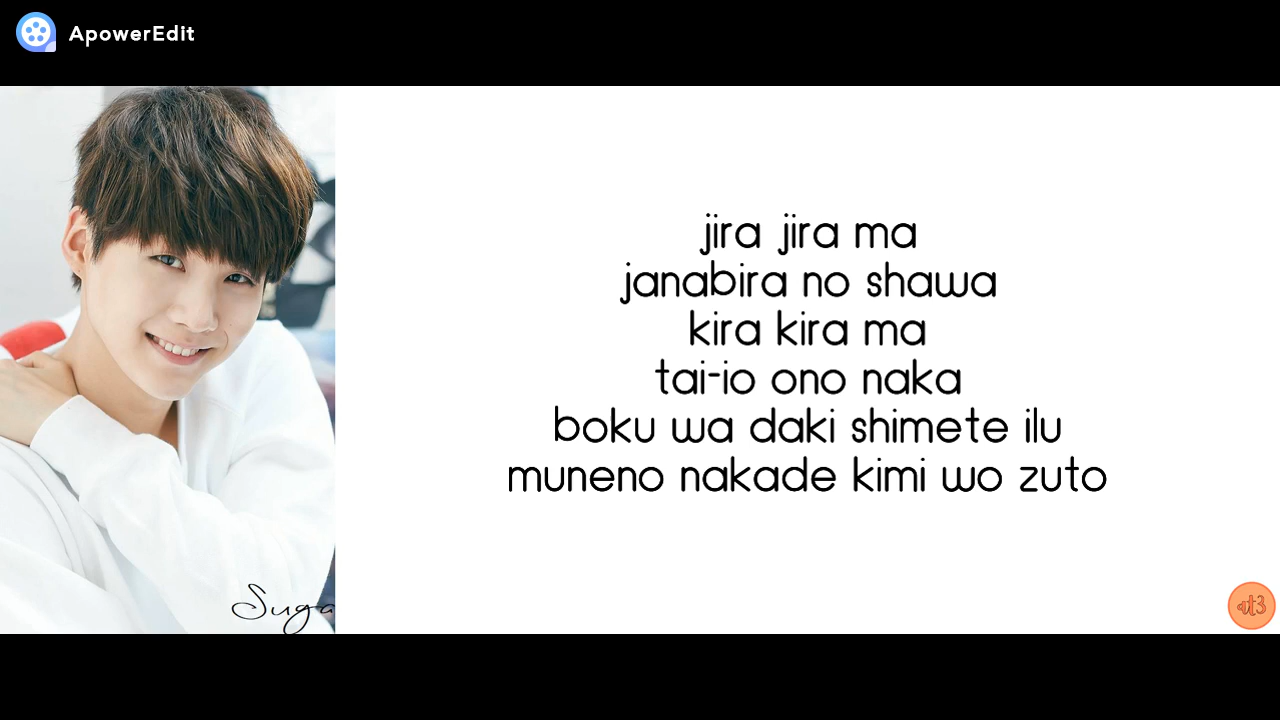 ApowerEdit
jira jira ma
janabira no shawa
kira kira ma
tai-io ono naka
boku wa daki shimete ilu
muneno nakade kimi wo zuto
Suga
at3